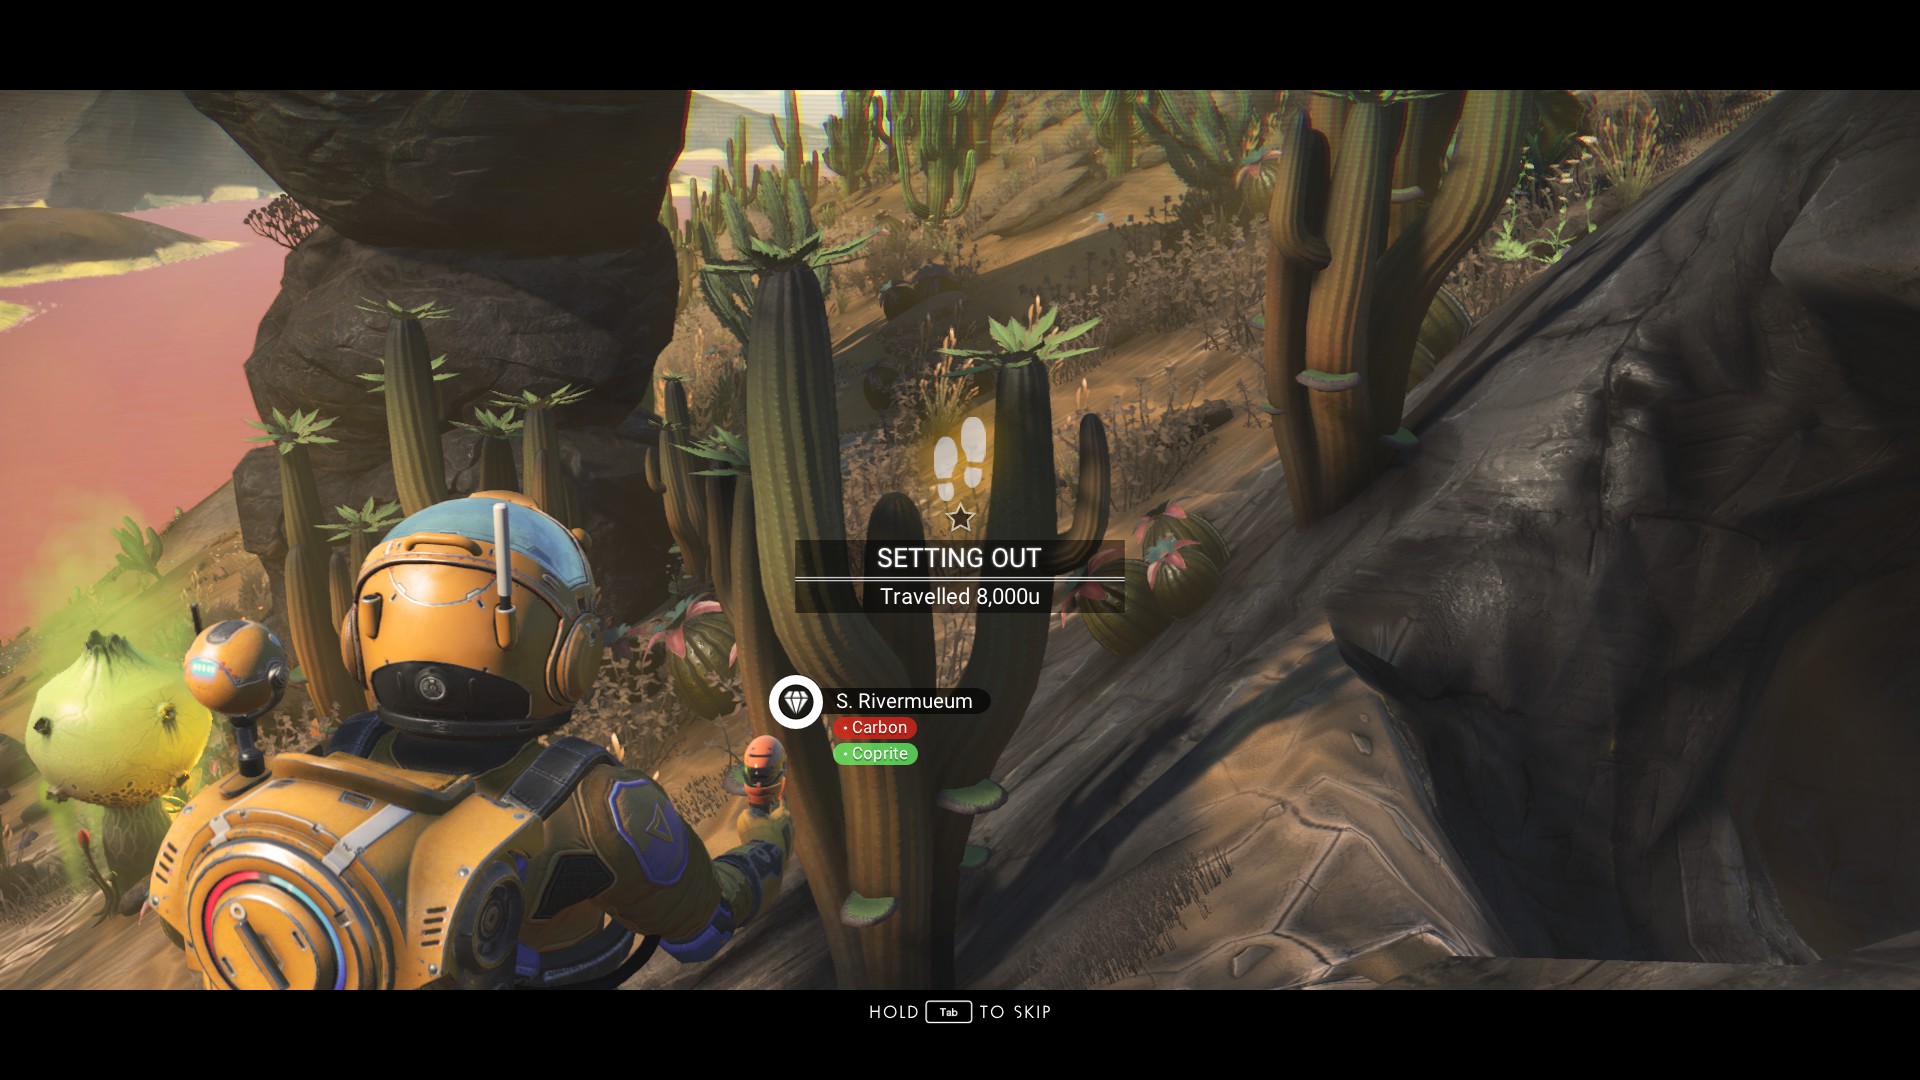 SETTING OUT
Travelled 8,000u
S. Rivermueum
• Carbon
• Coprite
HOLD Tab TO SKIP